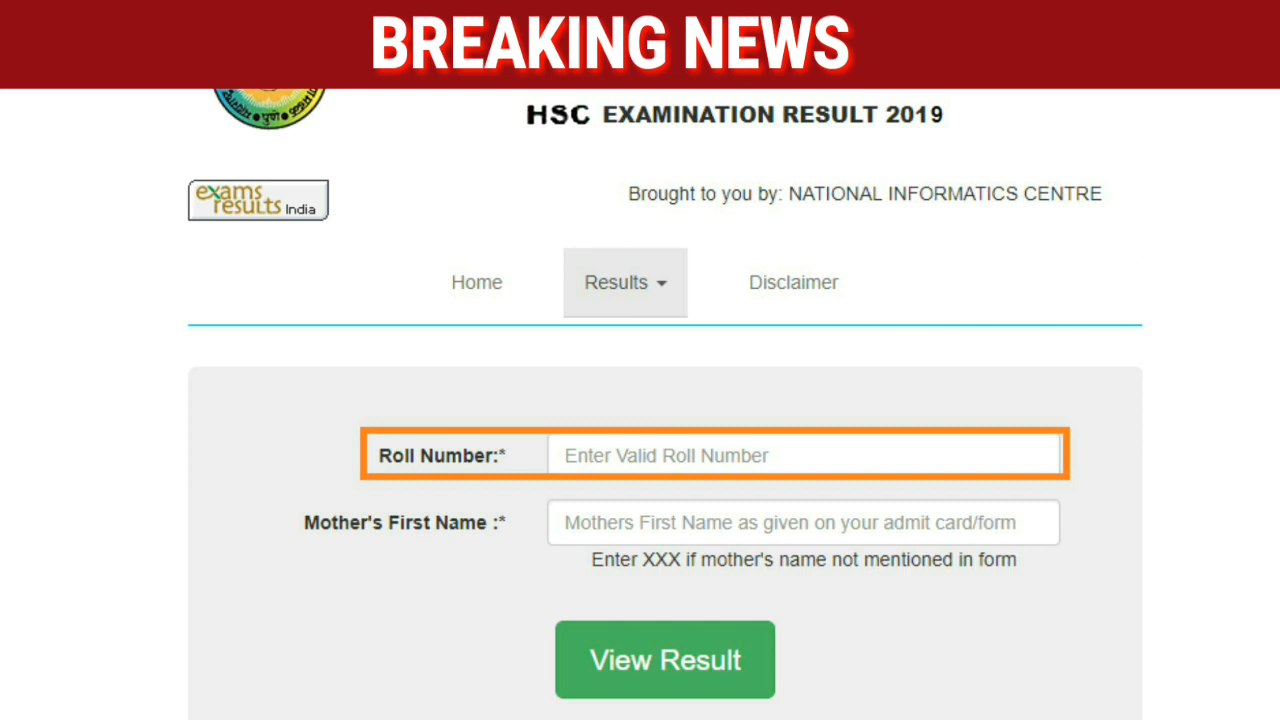 BREAKING NEWS
पुणे
HSC EXAMINATION RESULT 2019
exams
results India
Brought to you by: NATIONAL INFORMATICS CENTRE
Home Results Disclaimer
Roll Number:* Enter Valid Roll Number
Mother's First Name :* Mothers First Name as given on your admit card/form
Enter XXX if mother's name not mentioned in form
View Result